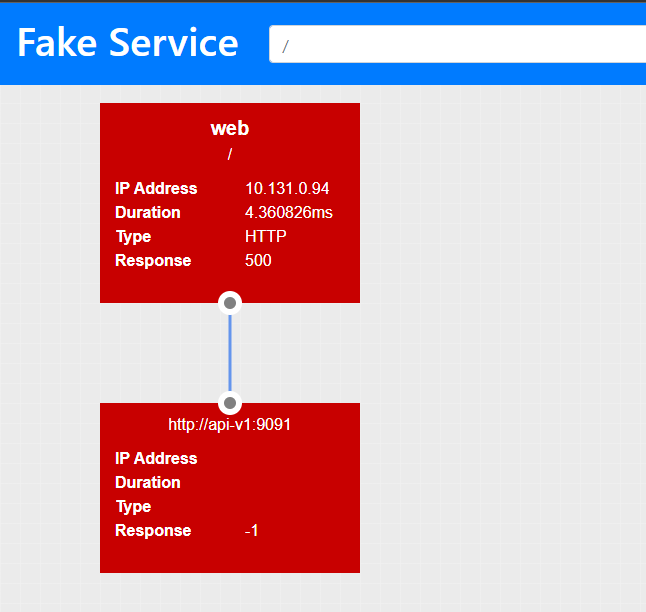 Fake Service
/
web
/
IP Address 10.131.0.94
Duration 4.360826ms
Type HTTP
Response 500
http://api-v1:9091
IP Address
Duration
Type
Response -1